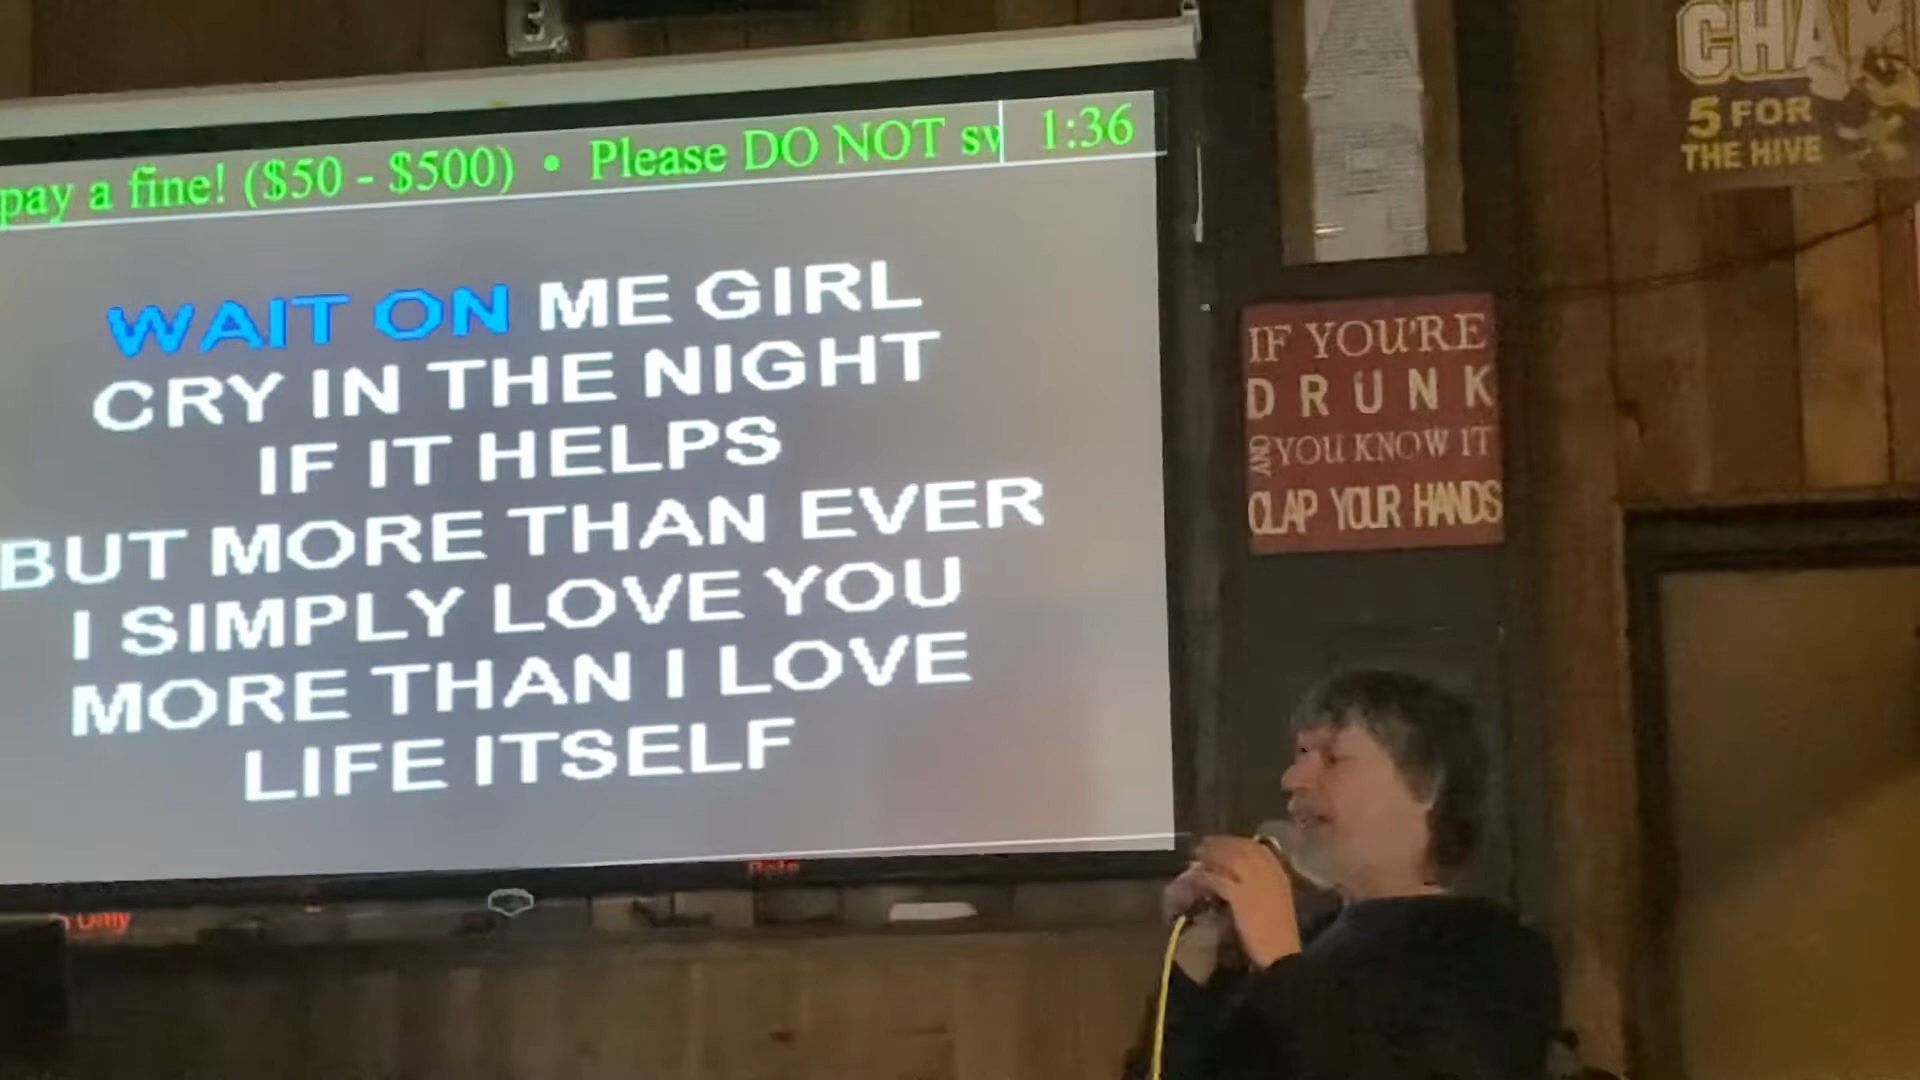 pay a fine! ($50 - $500) • Please DO NOT
1:36
WAIT ON ME GIRL
CRY IN THE NIGHT
IF IT HELPS
BUT MORE THAN EVER
I SIMPLY LOVE YOU
MORE THAN I LOVE
LIFE ITSELF
Only
IF YOU'RE
DRUNK
AND YOU KNOW IT
CLAP YOUR HANDS
5 FOR
THE HIVE